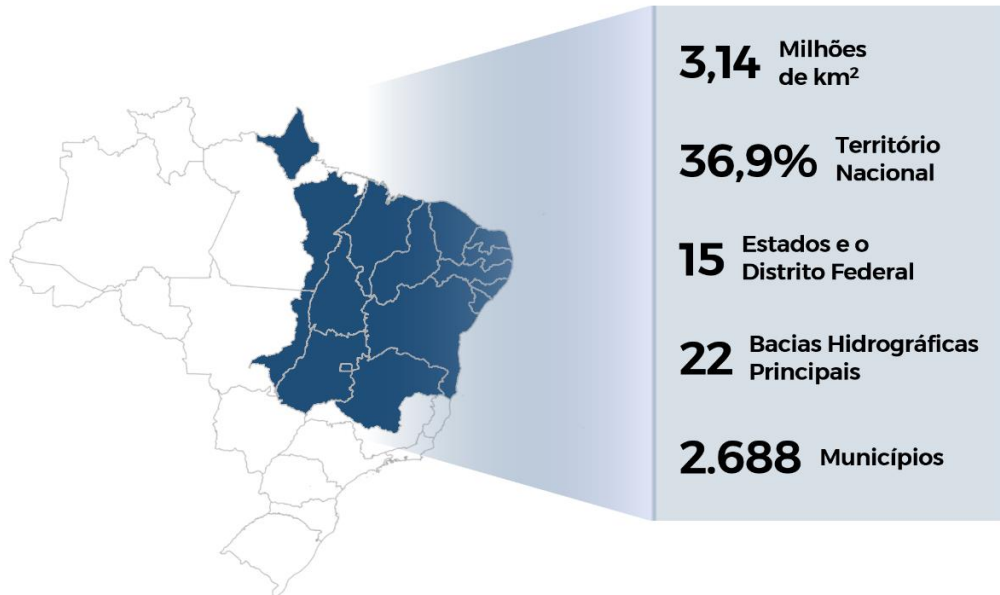 3,14 Milhões
de km²
36,9% Território
Nacional
15 Estados e o
Distrito Federal
22 Bacias Hidrográficas
Principais
2.688 Municípios